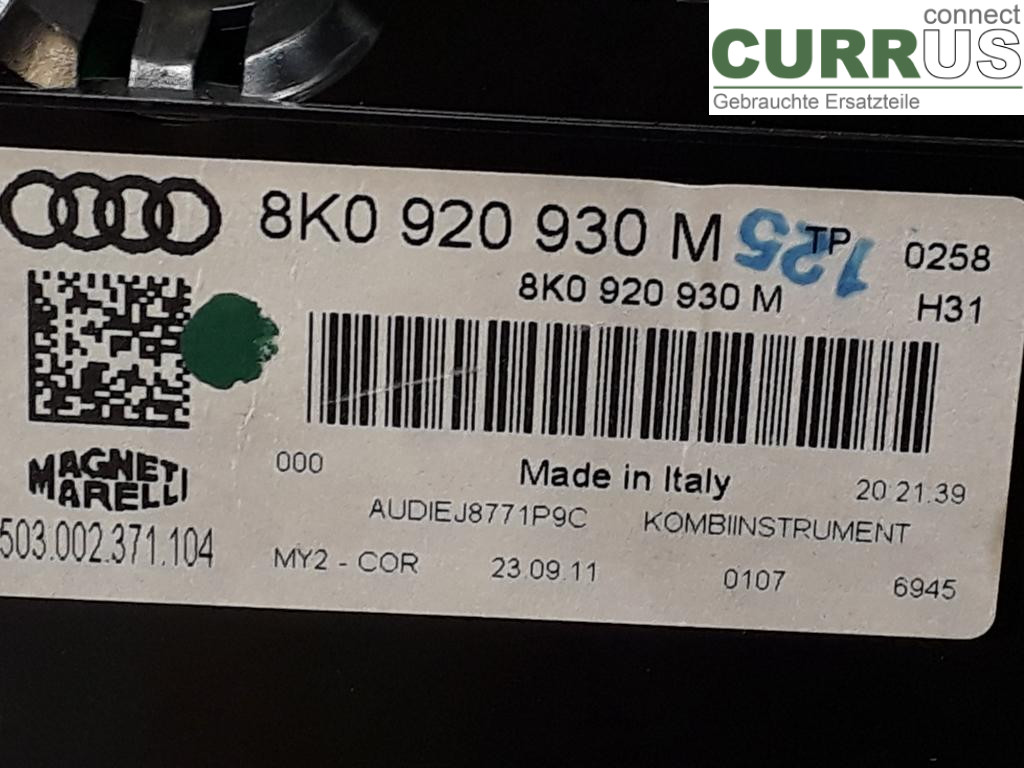 connect
CURRUS
Gebrauchte Ersatzteile
8K0 920 930 M 125 TP 0258
8K0 920 930 M H31
MAGNETI
MARELLI
503.002.371.104
000 Made in Italy 20:21:39
AUDIEJ8771P9C KOMBIINSTRUMENT
MY2 - COR 23.09.11 0107 6945